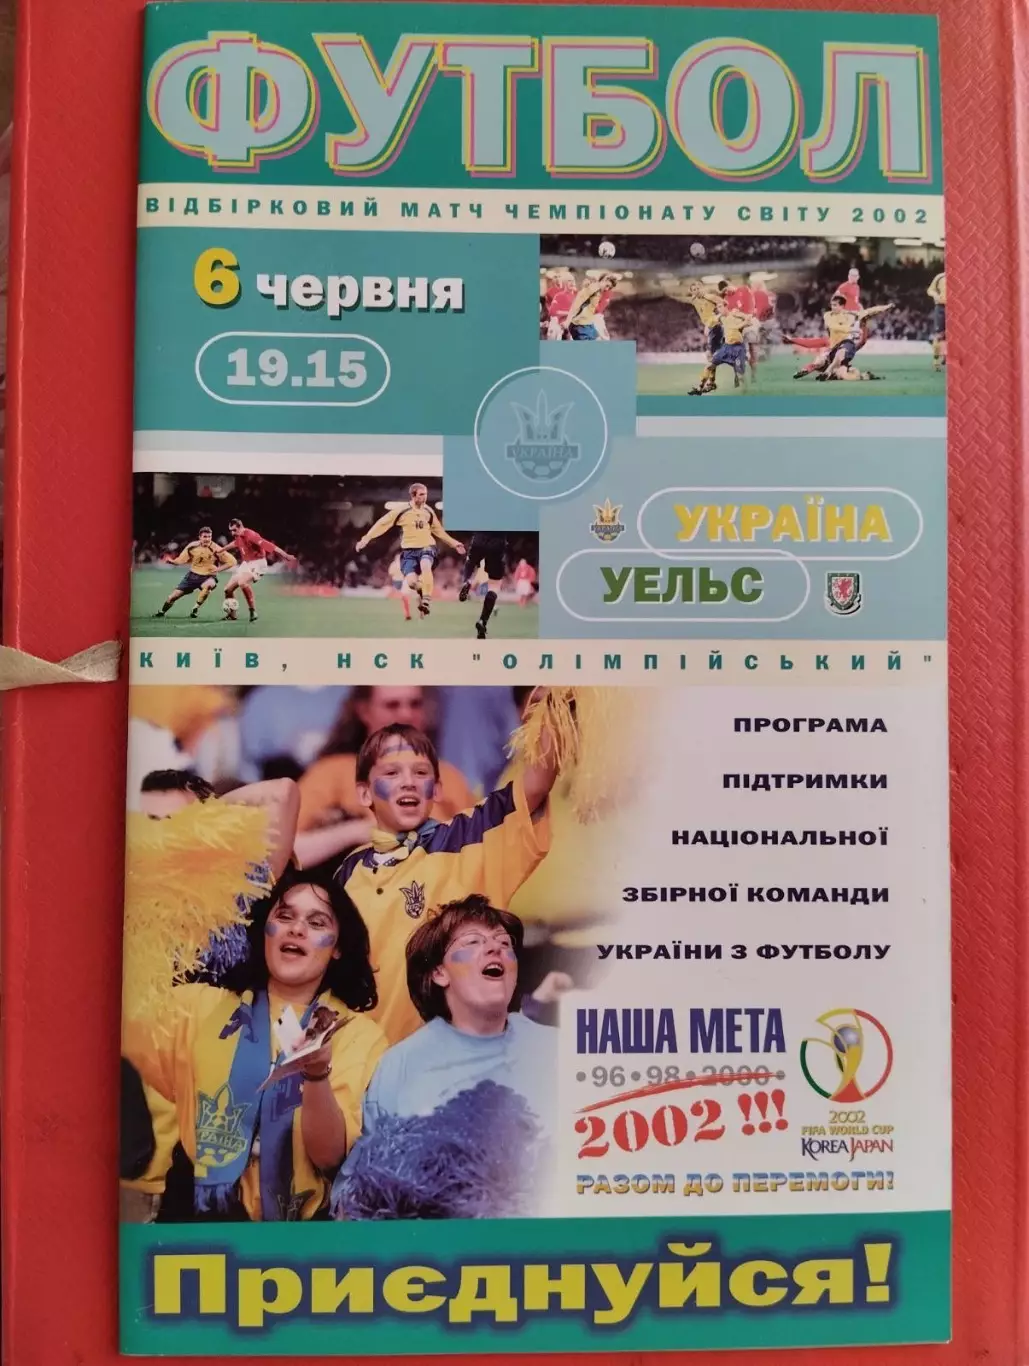 ФУТБОЛ
ВІДБІРКОВИЙ МАТЧ ЧЕМПІОНАТУ СВІТУ 2002
6 червня
19.15
УКРАЇНА
УКРАЇНА
УЕЛЬС
КИЇВ, НСК "ОЛІМПІЙСЬКИЙ"
ПРОГРАМА
ПІДТРИМКИ
НАЦІОНАЛЬНОЇ
ЗБІРНОЇ КОМАНДИ
УКРАЇНИ З ФУТБОЛУ
НАША МЕТА
•96•98•2000•
2002 !!!
РАЗОМ ДО ПЕРЕМОГИ!
2002
FIFA WORLD CUP
KOREA JAPAN
УКРАЇНА
Приєднуйся!